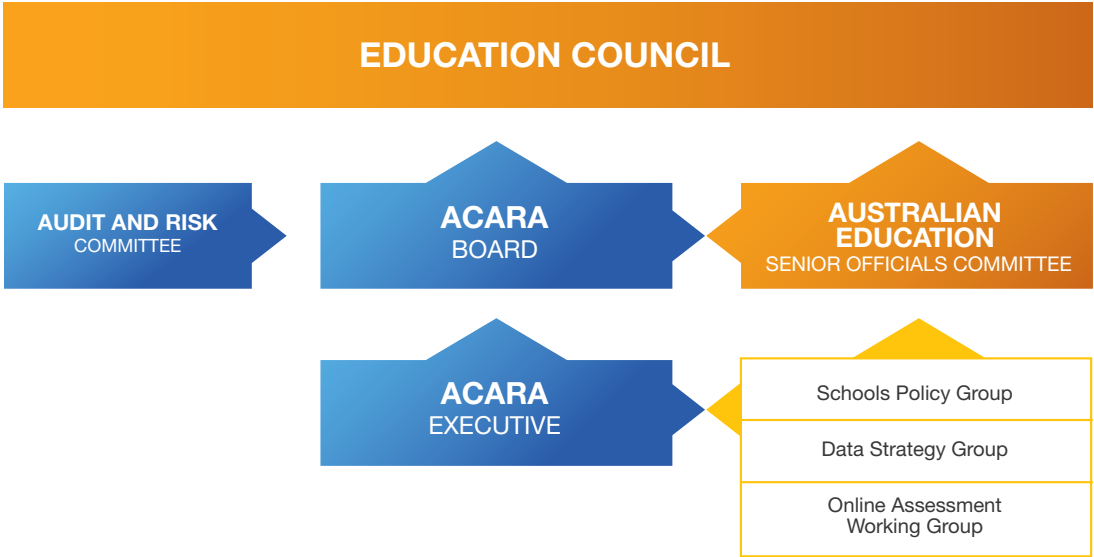 EDUCATION COUNCIL
AUDIT AND RISK
COMMITTEE
ACARA
BOARD
AUSTRALIAN
EDUCATION
SENIOR OFFICIALS COMMITTEE
ACARA
EXECUTIVE
Schools Policy Group
Data Strategy Group
Online Assessment
Working Group